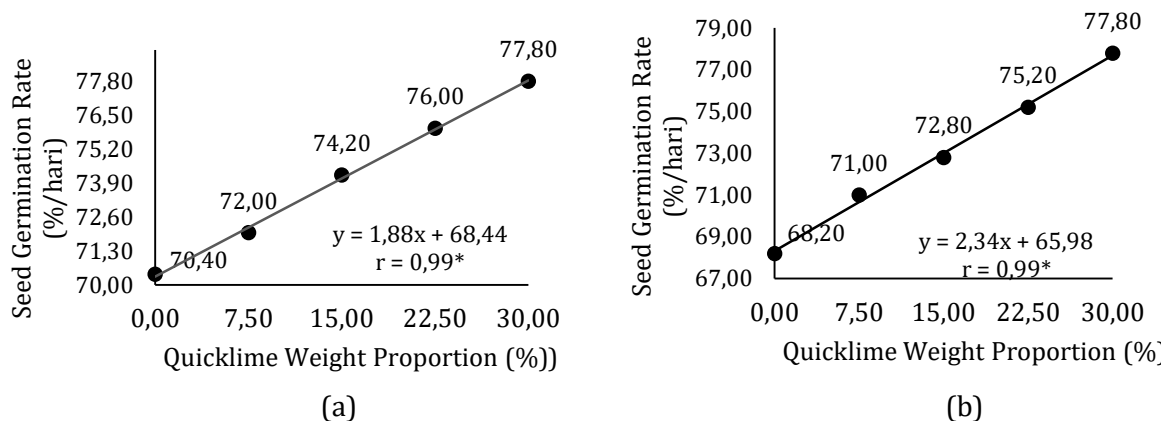 Seed Germination Rate
(%/hari)
77,80
76,50
75,20
73,90
72,60
71,30
70,00
70,40
72,00
74,20
76,00
77,80
y = 1,88x + 68,44
r = 0,99*
0,00 7,50 15,00 22,50 30,00
Quicklime Weight Proportion (%))
(a)
Seed Germination Rate
(%/hari)
79,00
77,00
75,00
73,00
71,00
69,00
67,00
68,20
71,00
72,80
75,20
77,80
y = 2,34x + 65,98
r = 0,99*
0,00 7,50 15,00 22,50 30,00
Quicklime Weight Proportion (%)
(b)